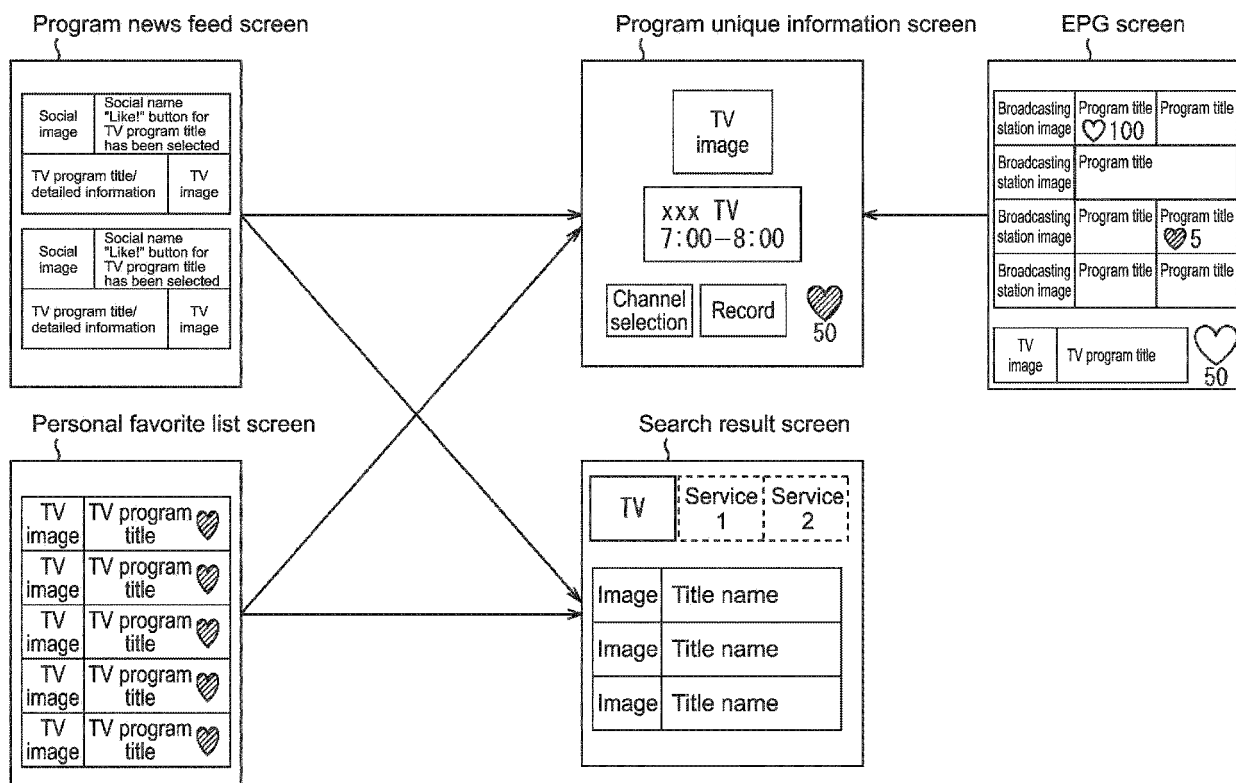 Program news feed screen
Social
image
Social name
"Like!" button for
TV program title
has been selected
TV program title/
detailed information
TV
image
Social
image
Social name
"Like!" button for
TV program title
has been selected
TV program title/
detailed information
TV
image
Program unique information screen
TV
image
xxx TV
7:00–8:00
Channel
selection
Record
50
EPG screen
Broadcasting
station image
Program title
100
Program title
Broadcasting
station image
Program title
Broadcasting
station image
Program title
Program title
5
Broadcasting
station image
Program title
Program title
TV
image
TV program title
50
Personal favorite list screen
TV
image
TV program
title
TV
image
TV program
title
TV
image
TV program
title
TV
image
TV program
title
TV
image
TV program
title
Search result screen
TV
Service
1
Service
2
Image
Title name
Image
Title name
Image
Title name